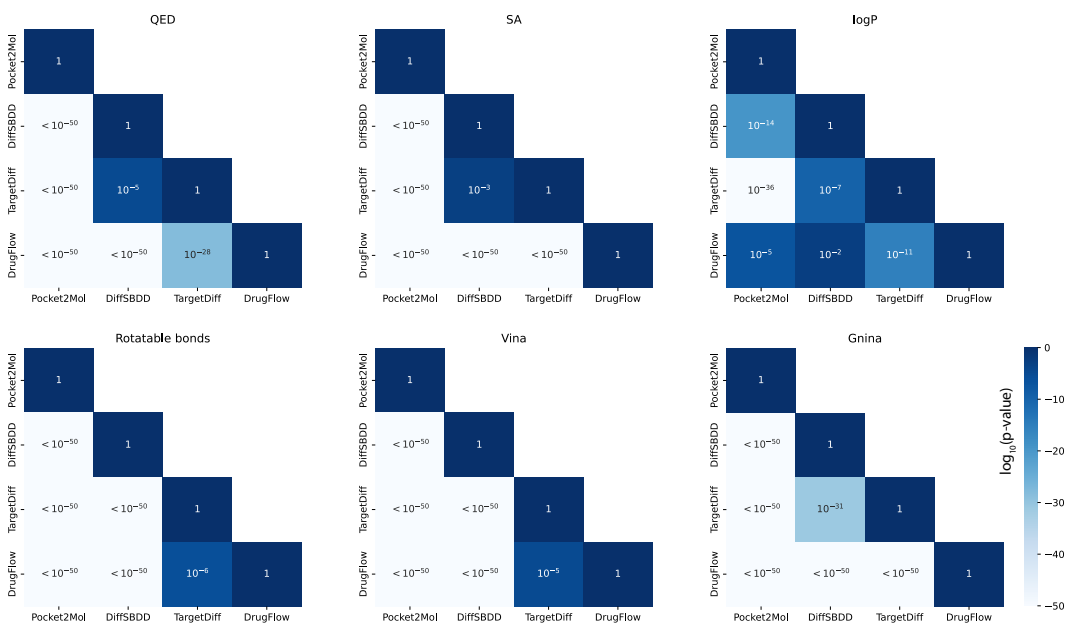 QED
Pocket2Mol
1
DiffSBDD
< 10⁻⁵⁰
1
TargetDiff
< 10⁻⁵⁰
10⁻⁵
1
DrugFlow
< 10⁻⁵⁰
< 10⁻⁵⁰
10⁻²⁸
1
Pocket2Mol
DiffSBDD
TargetDiff
DrugFlow
SA
Pocket2Mol
1
DiffSBDD
< 10⁻⁵⁰
1
TargetDiff
< 10⁻⁵⁰
10⁻³
1
DrugFlow
< 10⁻⁵⁰
< 10⁻⁵⁰
< 10⁻⁵⁰
1
Pocket2Mol
DiffSBDD
TargetDiff
DrugFlow
logP
Pocket2Mol
1
DiffSBDD
10⁻¹⁴
1
TargetDiff
10⁻³⁶
10⁻⁷
1
DrugFlow
10⁻⁵
10⁻²
10⁻¹¹
1
Pocket2Mol
DiffSBDD
TargetDiff
DrugFlow
Rotatable bonds
Pocket2Mol
1
DiffSBDD
< 10⁻⁵⁰
1
TargetDiff
< 10⁻⁵⁰
< 10⁻⁵⁰
1
DrugFlow
< 10⁻⁵⁰
< 10⁻⁵⁰
10⁻⁶
1
Pocket2Mol
DiffSBDD
TargetDiff
DrugFlow
Vina
Pocket2Mol
1
DiffSBDD
< 10⁻⁵⁰
1
TargetDiff
< 10⁻⁵⁰
< 10⁻⁵⁰
1
DrugFlow
< 10⁻⁵⁰
< 10⁻⁵⁰
10⁻⁵
1
Pocket2Mol
DiffSBDD
TargetDiff
DrugFlow
Gnina
Pocket2Mol
1
DiffSBDD
< 10⁻⁵⁰
1
TargetDiff
< 10⁻⁵⁰
10⁻³¹
1
DrugFlow
< 10⁻⁵⁰
< 10⁻⁵⁰
< 10⁻�5⁰
1
Pocket2Mol
DiffSBDD
TargetDiff
DrugFlow
log₁₀(p-value)
0
−10
−20
−30
−40
−50